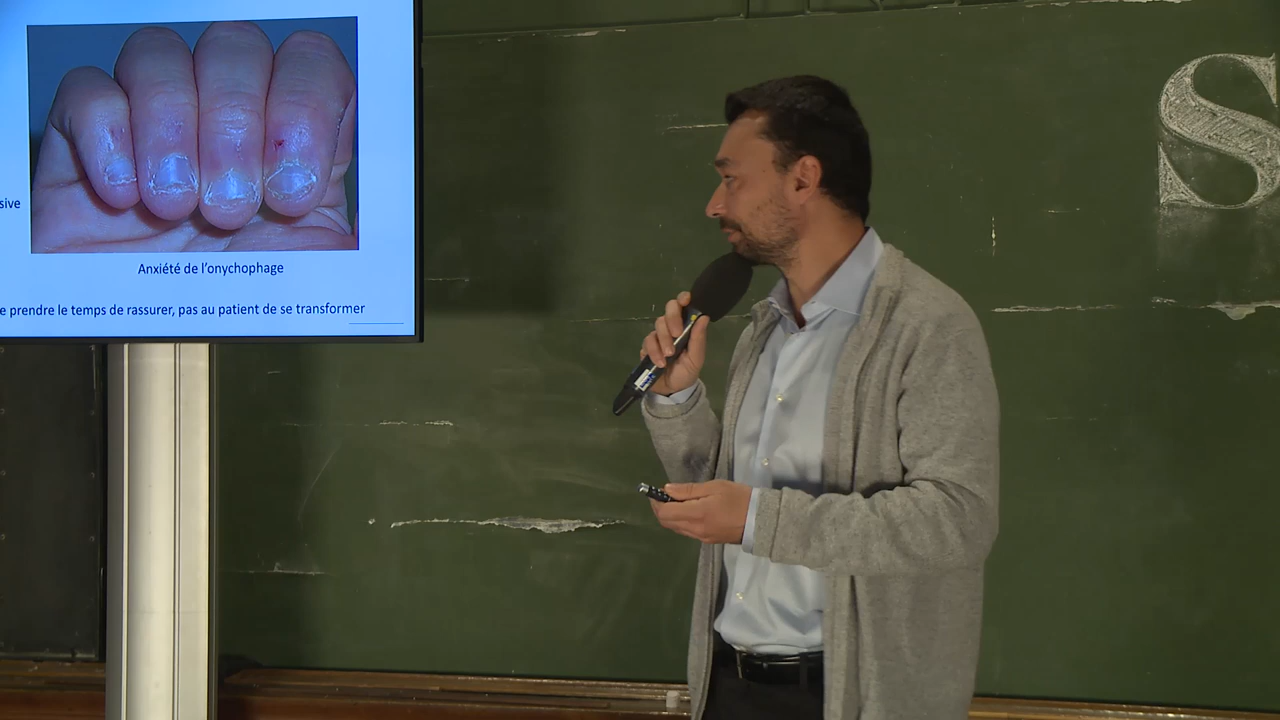 sive
Anxiété de l'onychophage
e prendre le temps de rassurer, pas au patient de se transformer
S